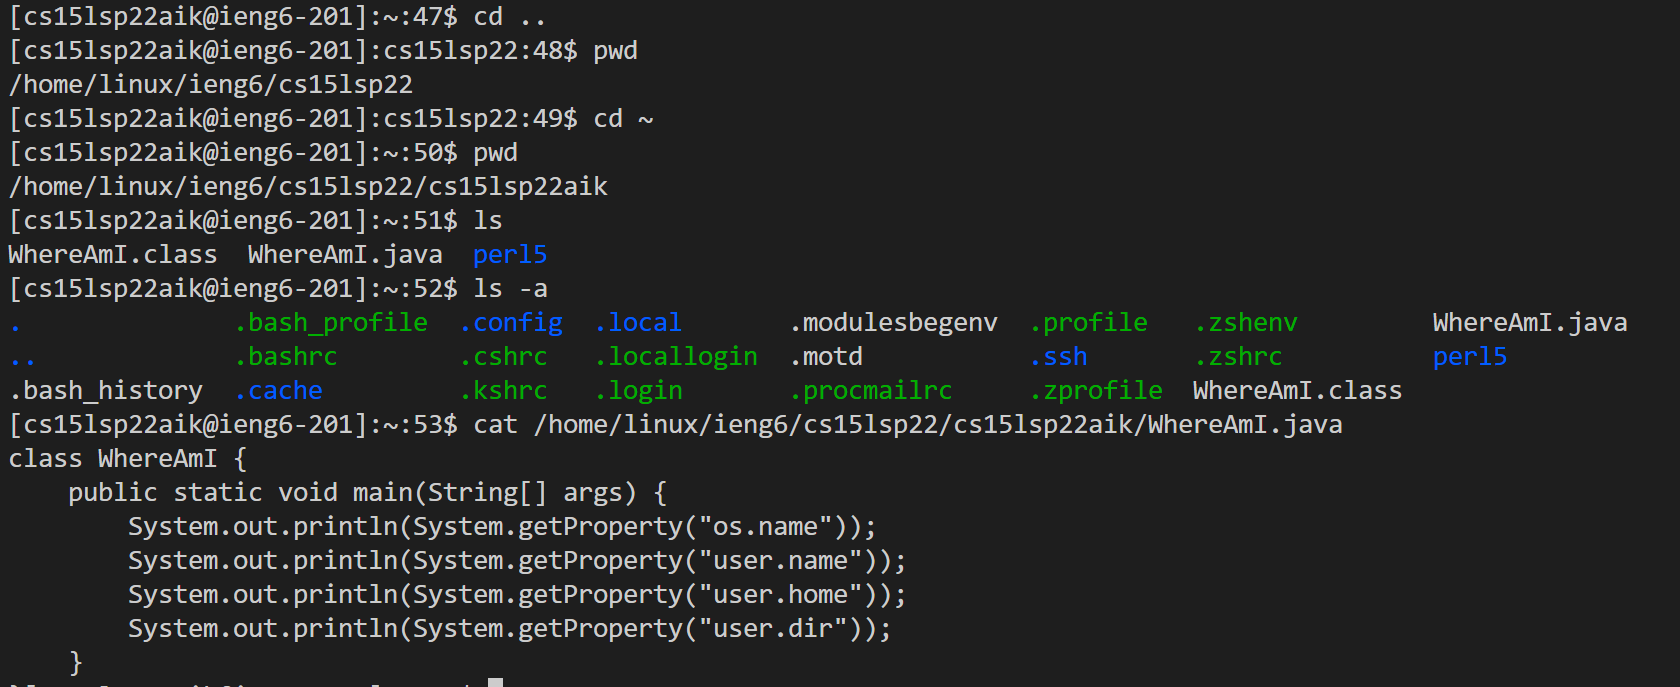 [cs15lsp22aik@ieng6-201]:~:47$ cd ..
[cs15lsp22aik@ieng6-201]:cs15lsp22:48$ pwd
/home/linux/ieng6/cs15lsp22
[cs15lsp22aik@ieng6-201]:cs15lsp22:49$ cd ~
[cs15lsp22aik@ieng6-201]:~:50$ pwd
/home/linux/ieng6/cs15lsp22/cs15lsp22aik
[cs15lsp22aik@ieng6-201]:~:51$ ls
WhereAmI.class  WhereAmI.java  perl5
[cs15lsp22aik@ieng6-201]:~:52$ ls -a
.              .bash_profile  .config  .local       .modulesbegenv  .profile   .zshenv         WhereAmI.java
..             .bashrc        .cshrc   .locallogin  .motd           .ssh       .zshrc          perl5
.bash_history  .cache         .kshrc   .login       .procmailrc     .zprofile  WhereAmI.class
[cs15lsp22aik@ieng6-201]:~:53$ cat /home/linux/ieng6/cs15lsp22/cs15lsp22aik/WhereAmI.java
class WhereAmI {
    public static void main(String[] args) {
        System.out.println(System.getProperty("os.name"));
        System.out.println(System.getProperty("user.name"));
        System.out.println(System.getProperty("user.home"));
        System.out.println(System.getProperty("user.dir"));
    }